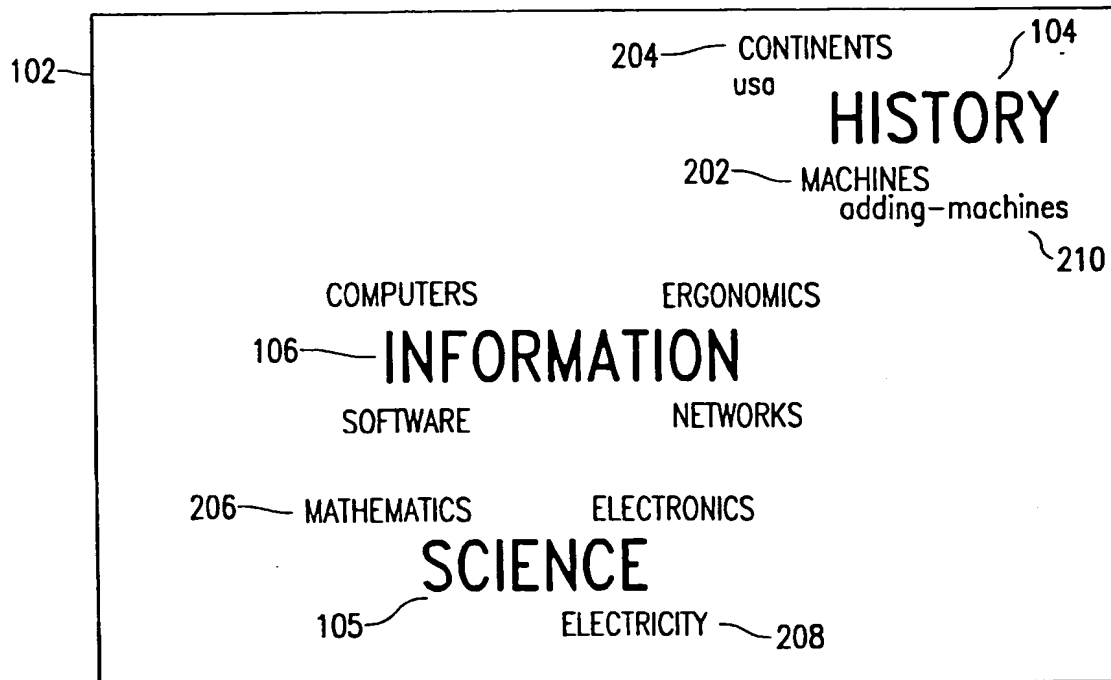 204 CONTINENTS 104
102
usa
HISTORY
202 MACHINES
adding-machines
210
COMPUTERS ERGONOMICS
106 INFORMATION
SOFTWARE NETWORKS
206 MATHEMATICS ELECTRONICS
SCIENCE
105 ELECTRICITY 208